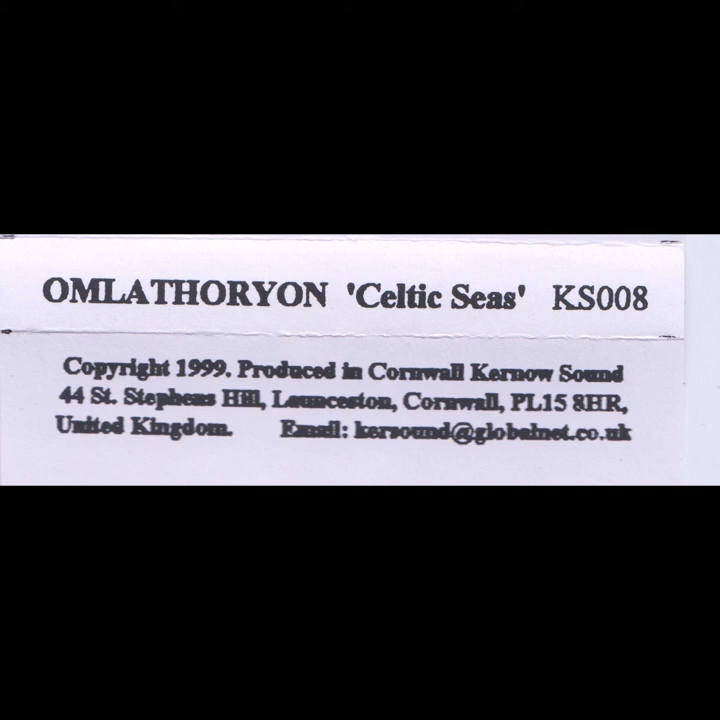 OMLATHORYON 'Celtic Seas' KS008
Copyright 1999. Produced in Cornwall Kernow Sound
44 St. Stephens Hill, Launceston, Cornwall, PL15 8HR,
United Kingdom. Email: kersound@globalnet.co.uk